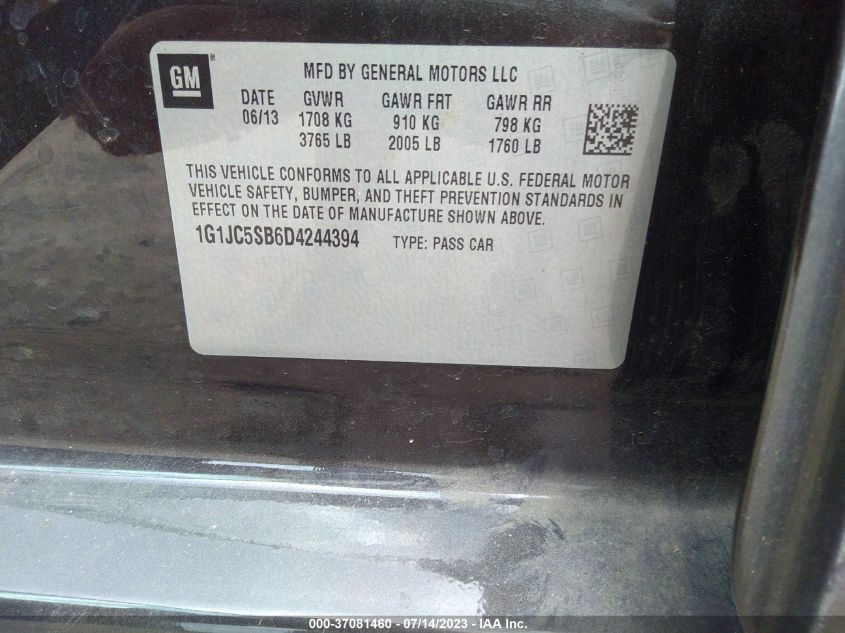 GM®
MFD BY GENERAL MOTORS LLC
DATE GVWR GAWR FRT GAWR RR
06/13 1708 KG 910 KG 798 KG
3765 LB 2005 LB 1760 LB
THIS VEHICLE CONFORMS TO ALL APPLICABLE U.S. FEDERAL MOTOR
VEHICLE SAFETY, BUMPER, AND THEFT PREVENTION STANDARDS IN
EFFECT ON THE DATE OF MANUFACTURE SHOWN ABOVE.
1G1JC5SB6D4244394 TYPE: PASS CAR
000-37081460 - 07/14/2023 - IAA Inc.